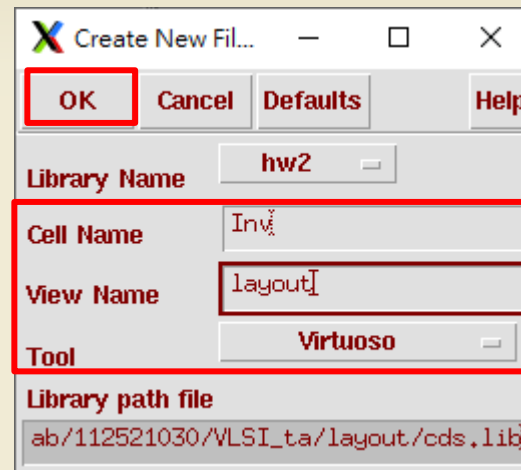 Create New Fil...
OK Cancel Defaults Help
Library Name hw2
Cell Name Inv
View Name layout
Tool Virtuoso
Library path file
ab/112521030/VLSI_ta/layout/cds.lib